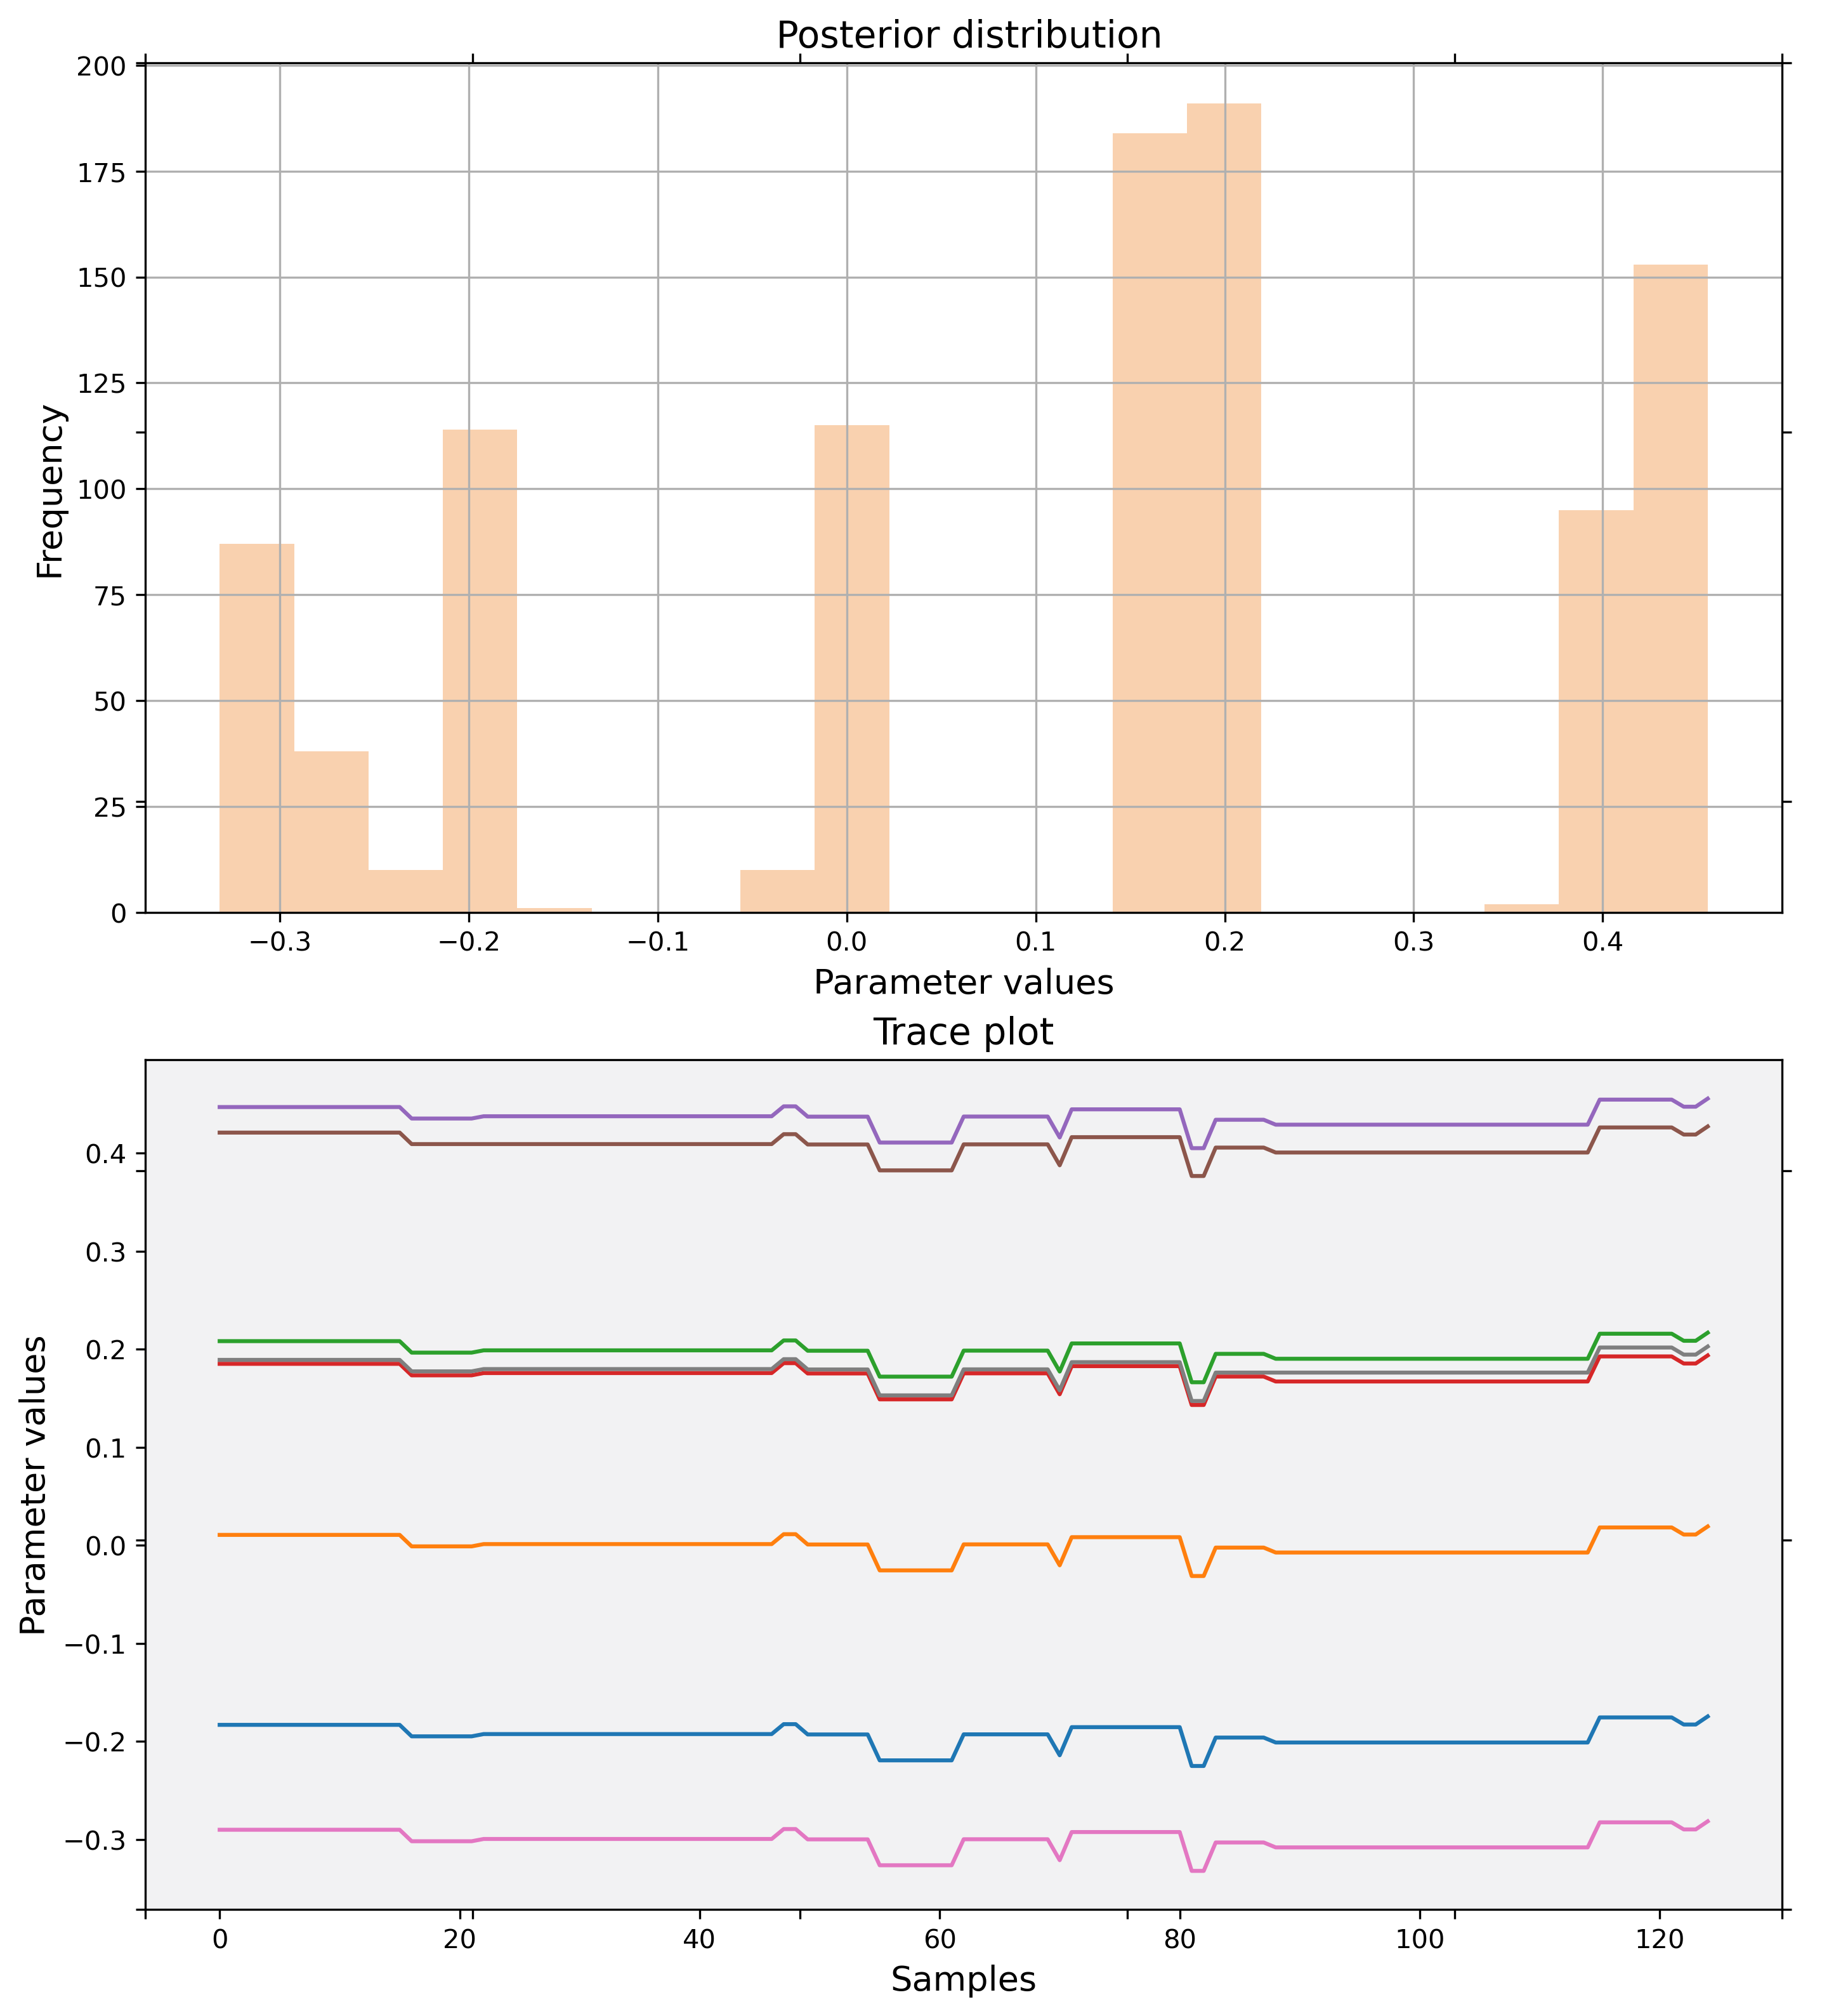 Posterior distribution
200
175
150
125
100
75
50
25
0
Frequency
−0.3 −0.2 −0.1 0.0 0.1 0.2 0.3 0.4
Parameter values
Trace plot
0.4
0.3
0.2
0.1
0.0
−0.1
−0.2
−0.3
Parameter values
0 20 40 60 80 100 120
Samples